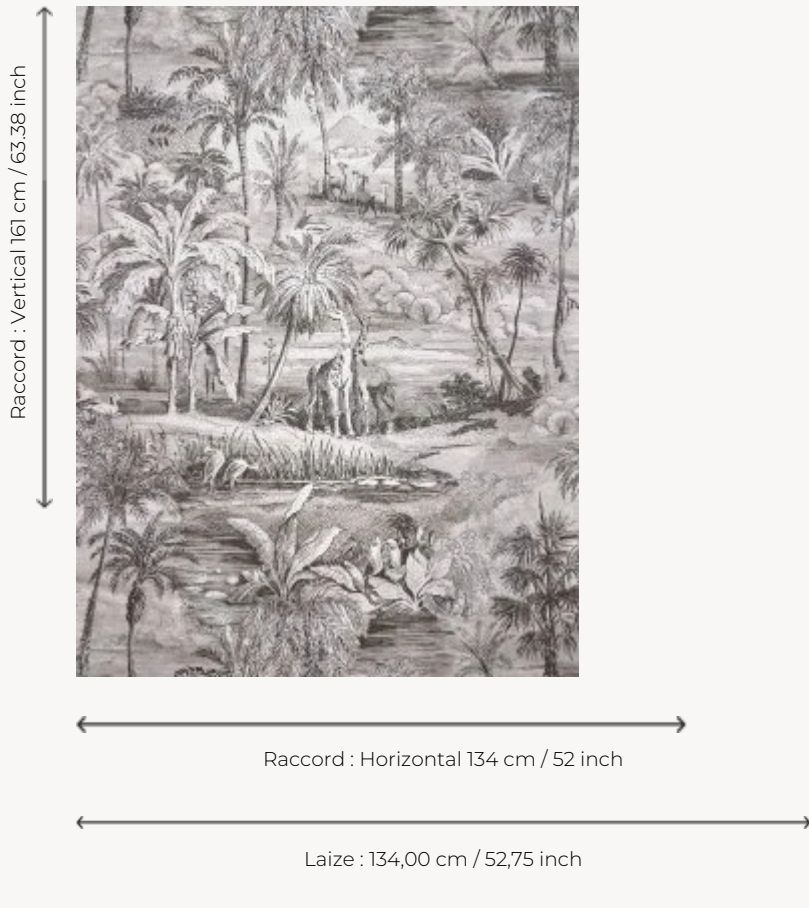 Raccord : Vertical 161 cm / 63.38 inch
Raccord : Horizontal 134 cm / 52 inch
Laize : 134,00 cm / 52,75 inch